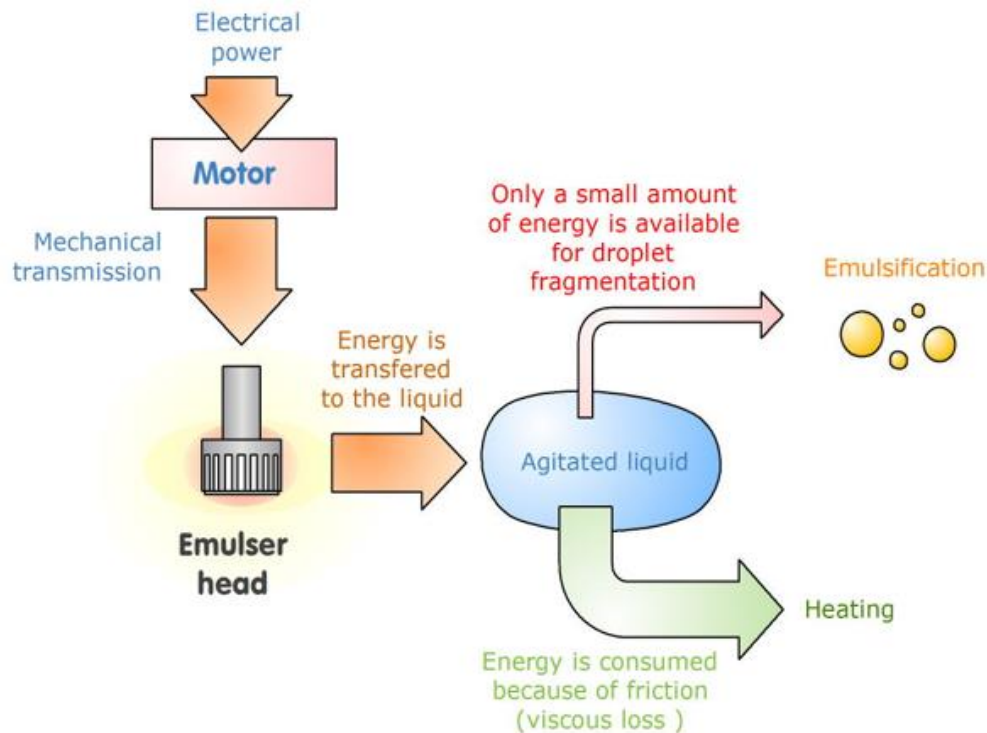 Electrical
power
Motor
Mechanical
transmission
Emulser
head
Energy is
transfered
to the liquid
Agitated liquid
Only a small amount
of energy is available
for droplet
fragmentation
Emulsification
Heating
Energy is consumed
because of friction
(viscous loss )